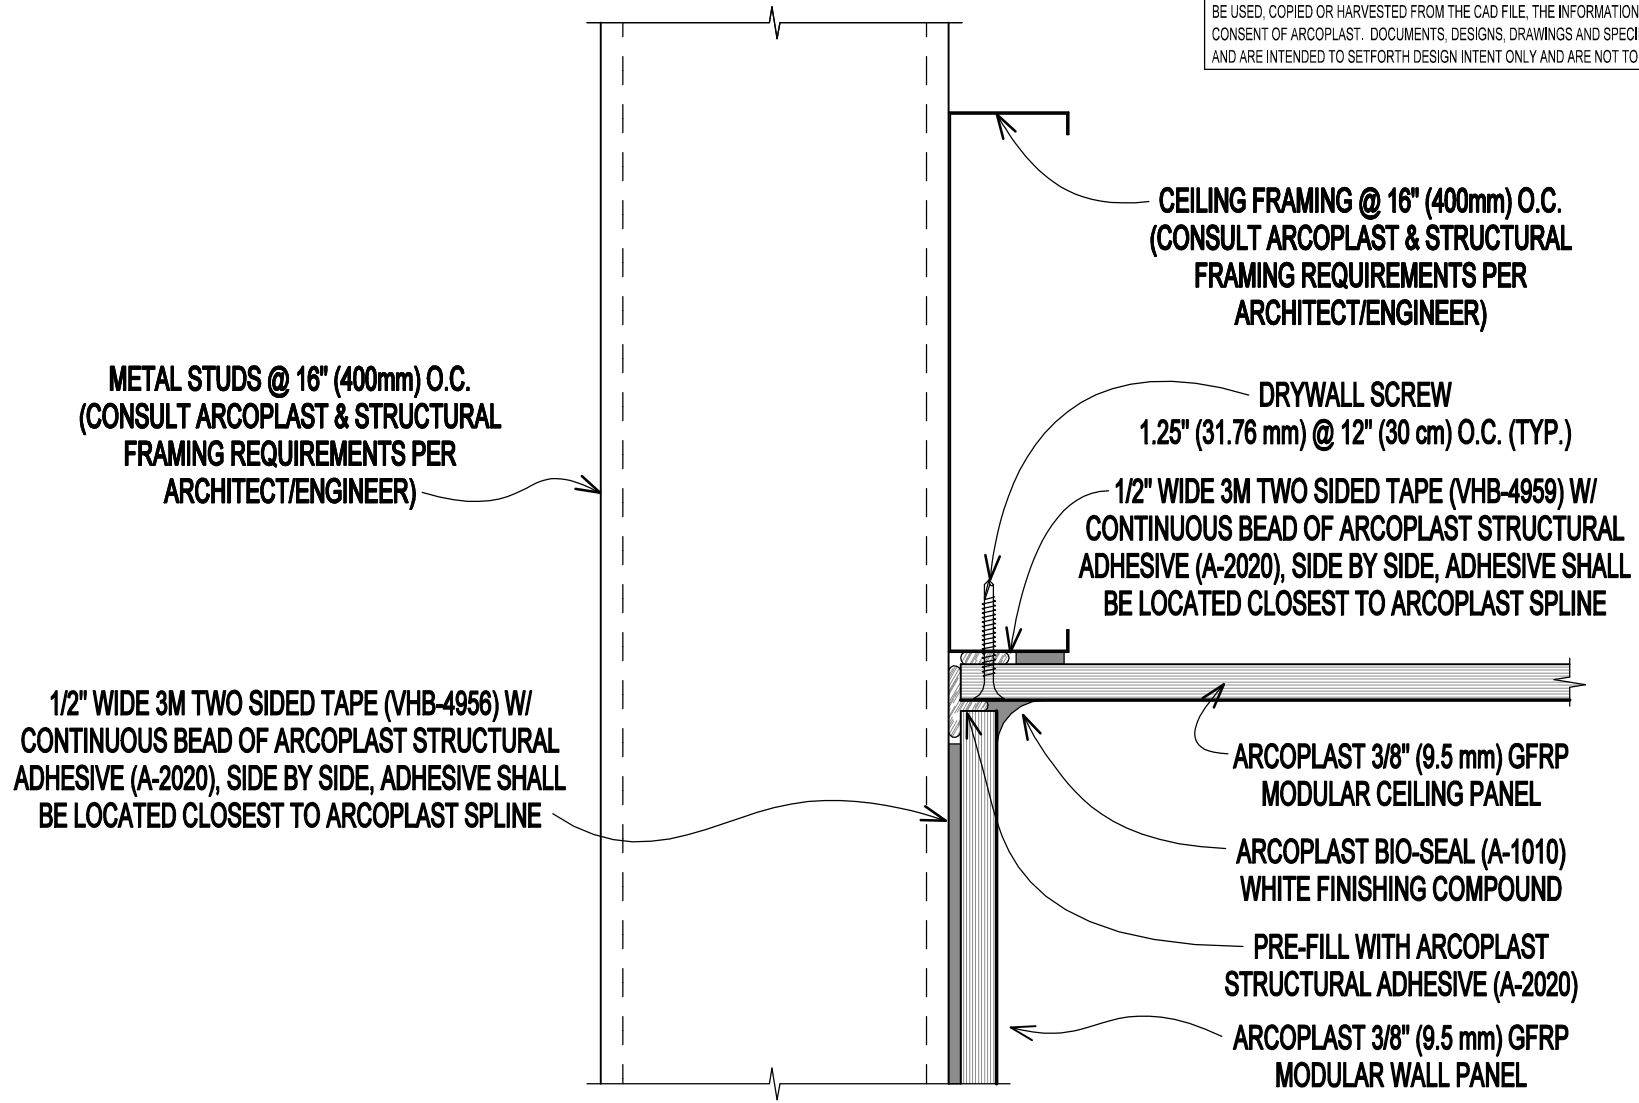 BE USED, COPIED OR HARVESTED FROM THE CAD FILE, THE INFORMATION
CONSENT OF ARCOPLAST. DOCUMENTS, DESIGNS, DRAWINGS AND SPECI
AND ARE INTENDED TO SETFORTH DESIGN INTENT ONLY AND ARE NOT TO
CEILING FRAMING @ 16" (400mm) O.C.
(CONSULT ARCOPLAST & STRUCTURAL
FRAMING REQUIREMENTS PER
ARCHITECT/ENGINEER)
METAL STUDS @ 16" (400mm) O.C.
(CONSULT ARCOPLAST & STRUCTURAL
FRAMING REQUIREMENTS PER
ARCHITECT/ENGINEER)
DRYWALL SCREW
1.25" (31.76 mm) @ 12" (30 cm) O.C. (TYP.)
1/2" WIDE 3M TWO SIDED TAPE (VHB-4959) W/
CONTINUOUS BEAD OF ARCOPLAST STRUCTURAL
ADHESIVE (A-2020), SIDE BY SIDE, ADHESIVE SHALL
BE LOCATED CLOSEST TO ARCOPLAST SPLINE
1/2" WIDE 3M TWO SIDED TAPE (VHB-4956) W/
CONTINUOUS BEAD OF ARCOPLAST STRUCTURAL
ADHESIVE (A-2020), SIDE BY SIDE, ADHESIVE SHALL
BE LOCATED CLOSEST TO ARCOPLAST SPLINE
ARCOPLAST 3/8" (9.5 mm) GFRP
MODULAR CEILING PANEL
ARCOPLAST BIO-SEAL (A-1010)
WHITE FINISHING COMPOUND
PRE-FILL WITH ARCOPLAST
STRUCTURAL ADHESIVE (A-2020)
ARCOPLAST 3/8" (9.5 mm) GFRP
MODULAR WALL PANEL